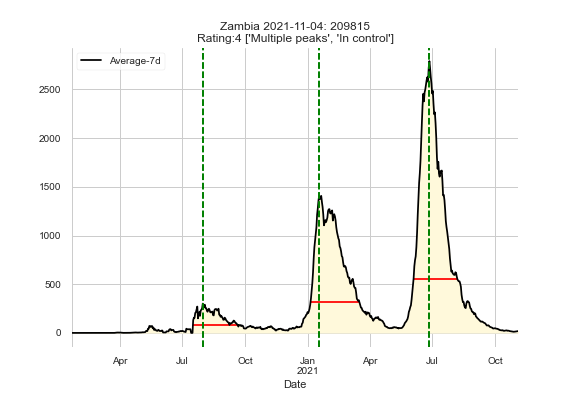 Zambia 2021-11-04: 209815
Rating:4 ['Multiple peaks', 'In control']
Average-7d
2500
2000
1500
1000
500
0
Apr Jul Oct Jan Apr Jul Oct
2021
Date